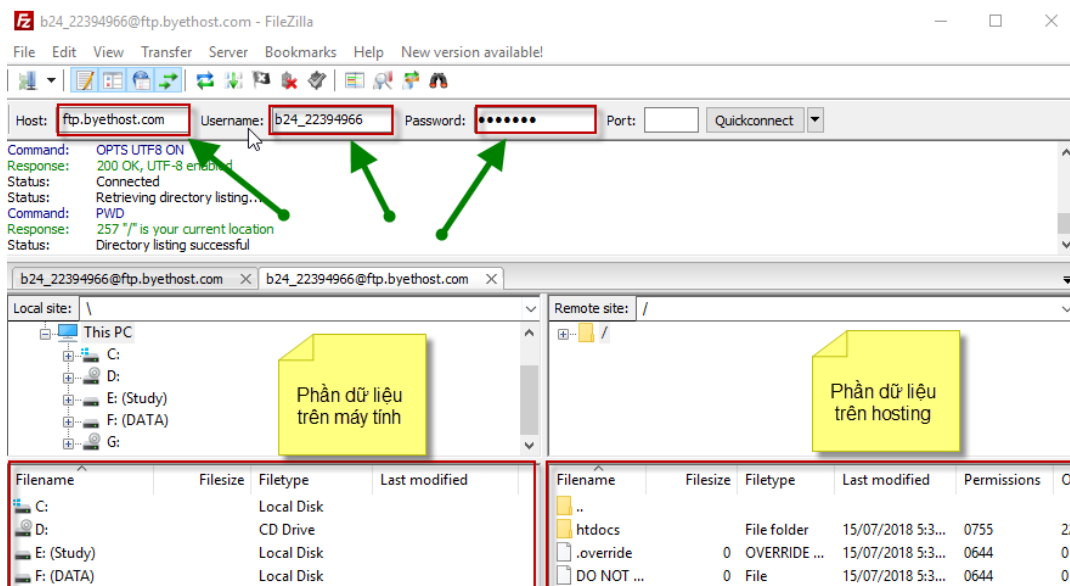 b24_22394966@ftp.byethost.com - FileZilla
File Edit View Transfer Server Bookmarks Help New version available!
Host: ftp.byethost.com Username: b24_22394966 Password: ●●●●●●● Port: Quickconnect
Command: OPTS UTF8 ON
Response: 200 OK, UTF-8 enabled
Status: Connected
Status: Retrieving directory listing...
Command: PWD
Response: 257 "/" is your current location
Status: Directory listing successful
b24_22394966@ftp.byethost.com b24_22394966@ftp.byethost.com
Local site: \
This PC
C:
D:
E: (Study)
F: (DATA)
G:
Phần dữ liệu
trên máy tính
Remote site: /
/
Phần dữ liệu
trên hosting
Filename Filesize Filetype Last modified
C: Local Disk
D: CD Drive
E: (Study) Local Disk
F: (DATA) Local Disk
Filename Filesize Filetype Last modified Permissions O
..
htdocs File folder 15/07/2018 5:3... 0755
.override 0 OVERRIDE ... 15/07/2018 5:3... 0644 0
DO NOT ... 0 File 15/07/2018 5:3... 0644 0